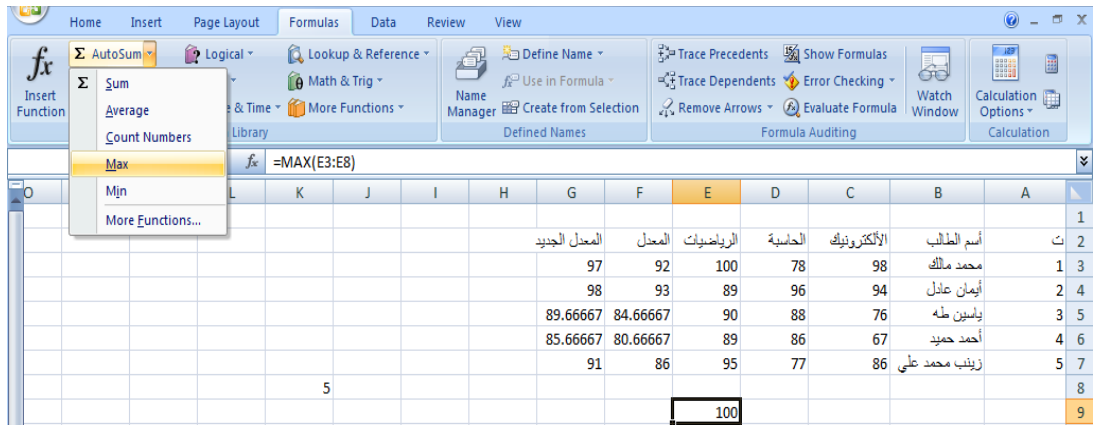 Home Insert Page Layout Formulas Data Review View
Σ AutoSum Logical Lookup & Reference Define Name Trace Precedents Show Formulas
Σ Sum Math & Trig Use in Formula Trace Dependents Error Checking
Insert Function Average e & Time More Functions Name Manager Create from Selection Remove Arrows Evaluate Formula Watch Window Calculation Options
Count Numbers Library Defined Names Formula Auditing Calculation
Max fx =MAX(E3:E8)
Min O L K J I H G F E D C B A
More Functions...
1
ت أسم الطالب الألكترونيك الحاسبة الرياضيات المعدل المعدل الجديد 2
1 محمد مالك 98 78 100 92 97 3
2 أيمان عادل 94 96 89 93 98 4
3 ياسين طه 76 88 90 84.66667 89.66667 5
4 أحمد حميد 67 86 89 80.66667 85.66667 6
5 زينب محمد علي 86 77 95 86 91 7
5 8
100 9